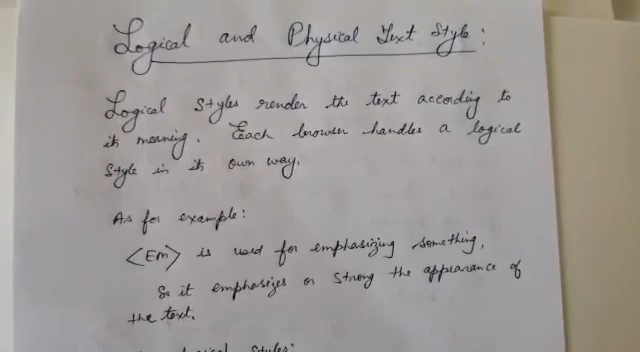 Logical and Physical Text Style:
Logical Styles render the text according to
its meaning. Each browser handles a logical
Style in its own way.
As for example:
<Em> is used for emphasizing something,
So it emphasizes or strong the appearance of
the text.
Styles: